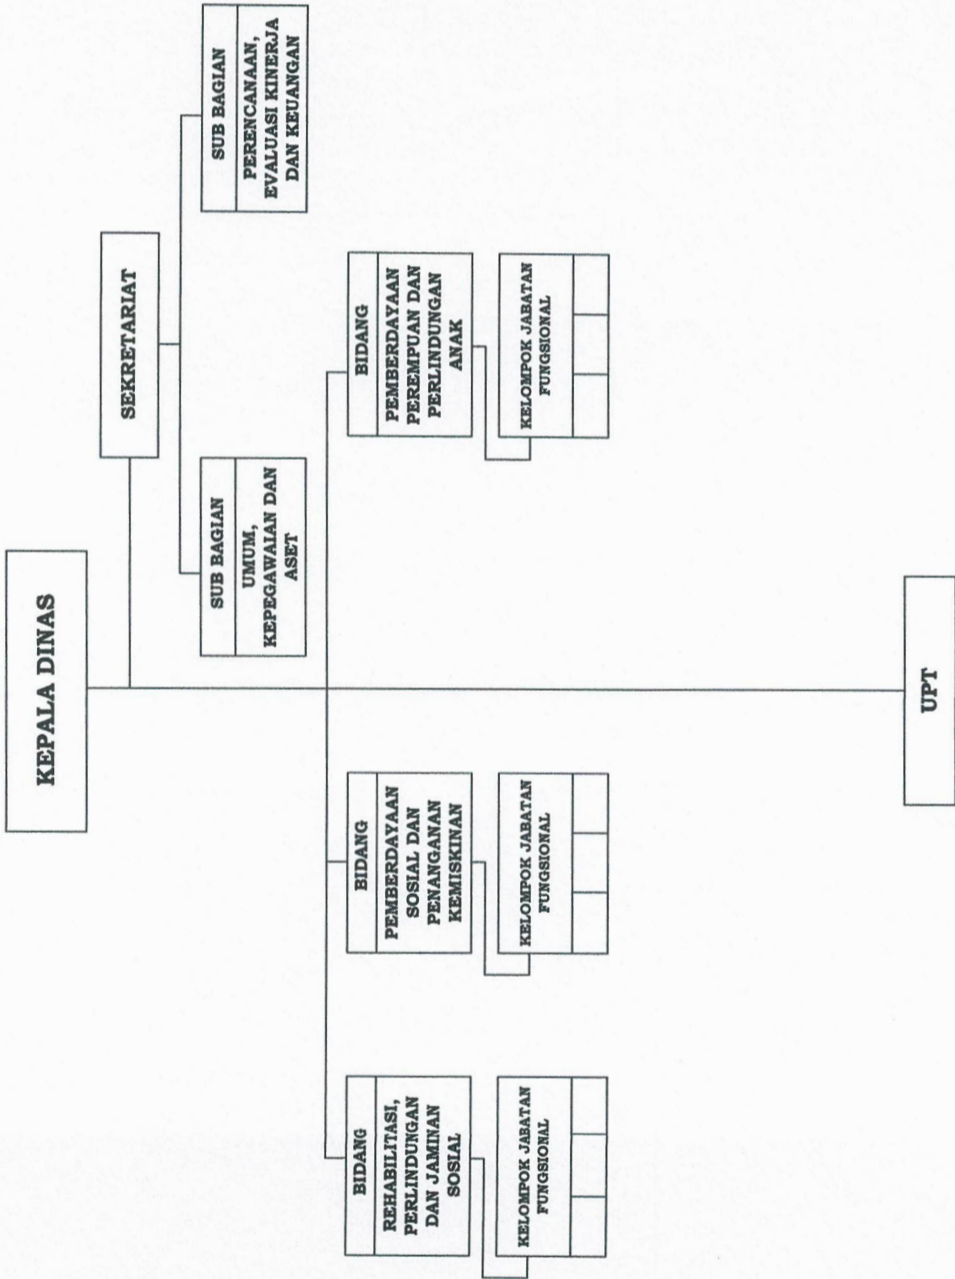 KEPALA DINAS
SEKRETARIAT
SUB BAGIAN
UMUM,
KEPEGAWAIAN DAN
ASET
SUB BAGIAN
PERENCANAAN,
EVALUASI KINERJA
DAN KEUANGAN
BIDANG
REHABILITASI,
PERLINDUNGAN
DAN JAMINAN
SOSIAL
BIDANG
PEMBERDAYAAN
SOSIAL DAN
PENANGANAN
KEMISKINAN
BIDANG
PEMBERDAYAAN
PEREMPUAN DAN
PERLINDUNGAN
ANAK
KELOMPOK JABATAN
FUNGSIONAL
KELOMPOK JABATAN
FUNGSIONAL
KELOMPOK JABATAN
FUNGSIONAL
UPT